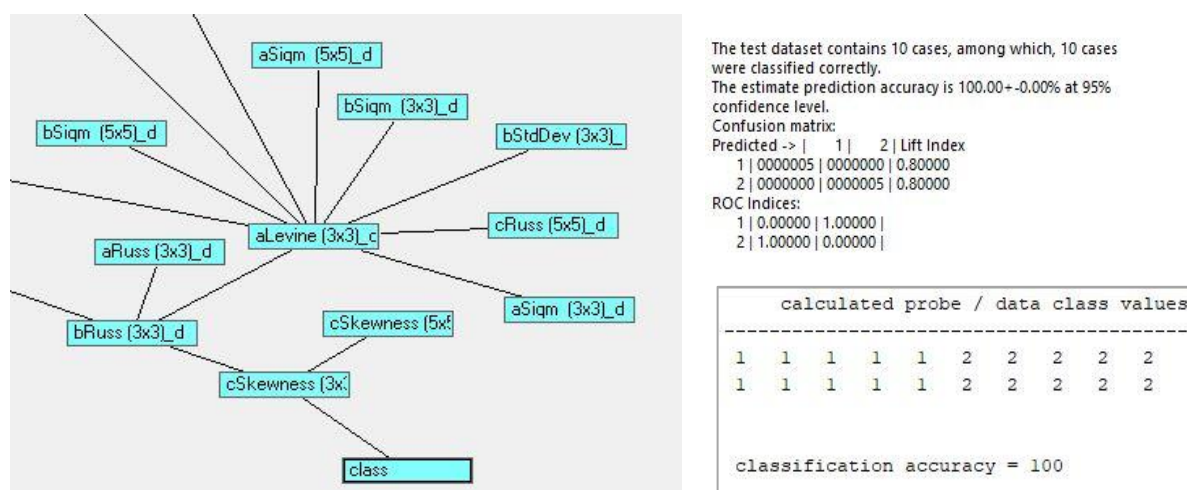 aSiqm (5x5)_d
bSiqm (3x3)_d
bSiqm (5x5)_d
bStdDev (3x3)_
cRuss (5x5)_d
aLevine (3x3)_c
aRuss (3x3)_d
aSiqm (3x3)_d
cSkewness (5x5
bRuss (3x3)_d
cSkewness (3x3
class
The test dataset contains 10 cases, among which, 10 cases
were classified correctly.
The estimate prediction accuracy is 100.00+-0.00% at 95%
confidence level.
Confusion matrix:
Predicted -> | 1 | 2 | Lift Index
1 | 0000005 | 0000000 | 0.80000
2 | 0000000 | 0000005 | 0.80000
ROC Indices:
1 | 0.00000 | 1.00000 |
2 | 1.00000 | 0.00000 |
calculated probe / data class values
--------------------------------------------
1 1 1 1 1 2 2 2 2 2
1 1 1 1 1 2 2 2 2 2
classification accuracy = 100